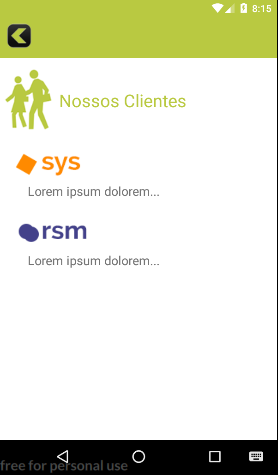 8:15
Nossos Clientes
sys
Lorem ipsum dolorem...
rsm
Lorem ipsum dolorem...
free for personal use